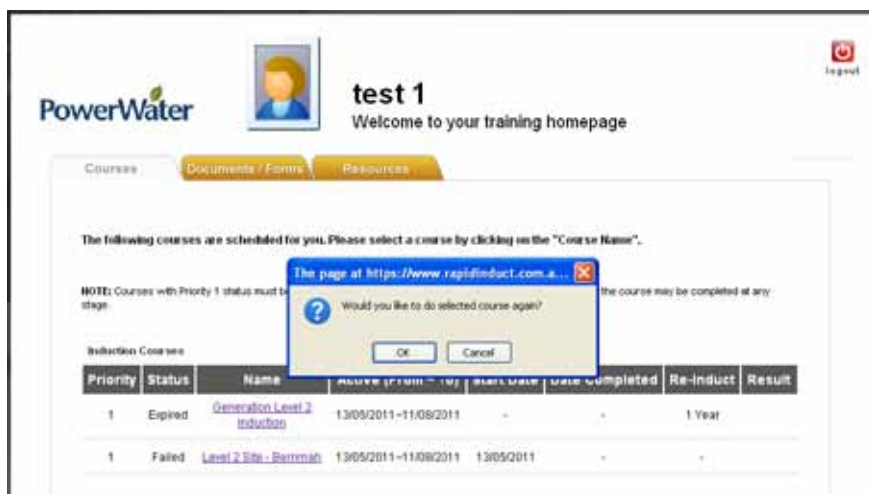 PowerWater
test 1
Welcome to your training homepage
logout
Courses
Documents / Forms
Resources
The following courses are scheduled for you. Please select a course by clicking on the "Course Name".
The page at https://www.rapidinduct.com.a...
NOTE: Courses with Priority 1 status must b
the course may be completed at any
stage.
Would you like to do selected course again?
OK Cancel
Induction Courses
Priority Status Name Active (From ~ To) Start Date Date Completed Re-Induct Result
1 Expired Generation Level 2 Induction 13/05/2011~11/08/2011 - - 1 Year
1 Failed Level 2 Site - Berrimah 13/05/2011~11/08/2011 13/05/2011 - -